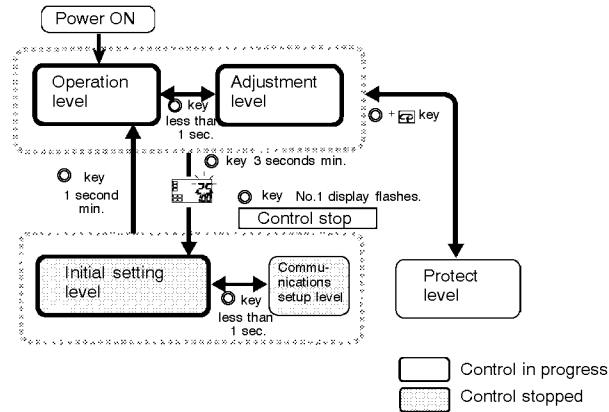 Power ON
Operation
level
Adjustment
level
key
less than
1 sec.
+ key
key 3 seconds min.
key
1 second
min.
key No.1 display flashes.
Control stop
Initial setting
level
Commu-
nications
setup level
key
less than
1 sec.
Protect
level
Control in progress
Control stopped